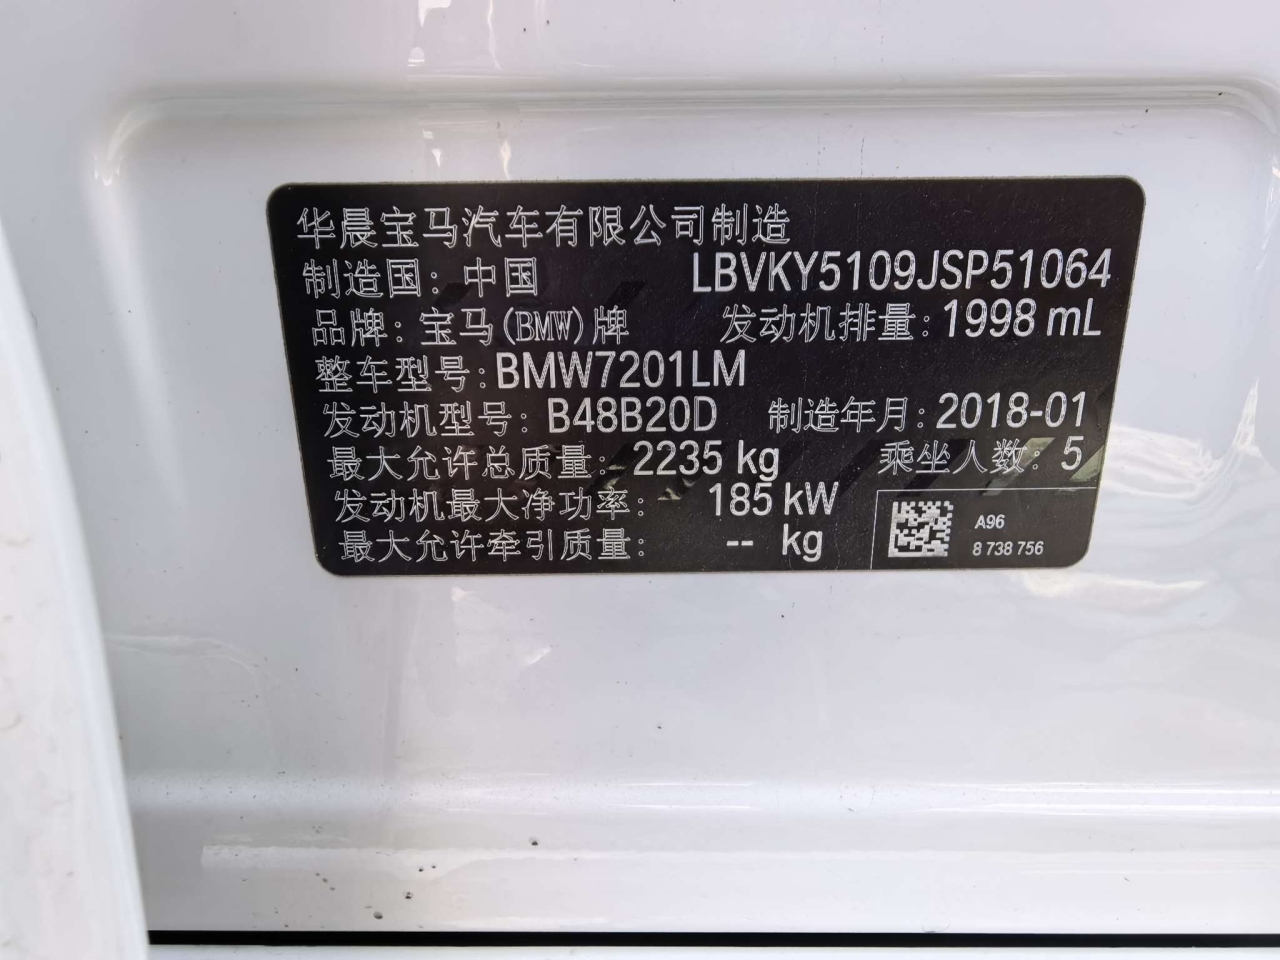 华晨宝马汽车有限公司制造
制造国：中国 LBVKY5109JSP51064
品牌：宝马(BMW)牌 发动机排量：1998 mL
整车型号：BMW7201LM
发动机型号：B48B20D 制造年月：2018-01
最大允许总质量：2235 kg 乘坐人数：5
发动机最大净功率：185 kW
最大允许牵引质量：-- kg
A96
8 738 756